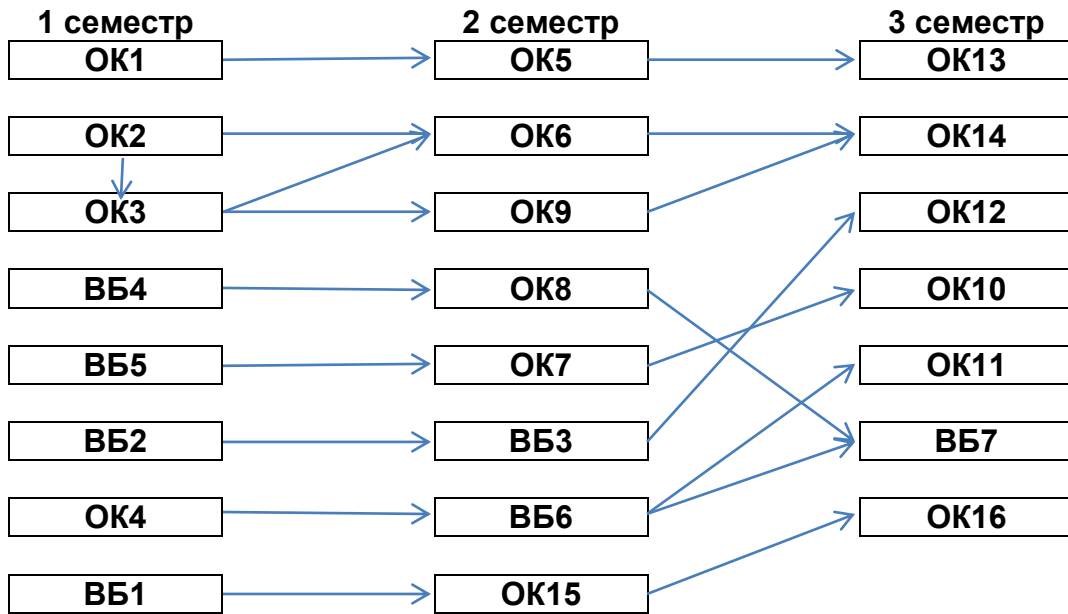 1 семестр 2 семестр 3 семестр
ОК1 ОК5 ОК13
ОК2 ОК6 ОК14
ОК3 ОК9 ОК12
ВБ4 ОК8 ОК10
ВБ5 ОК7 ОК11
ВБ2 ВБ3 ВБ7
ОК4 ВБ6 ОК16
ВБ1 ОК15